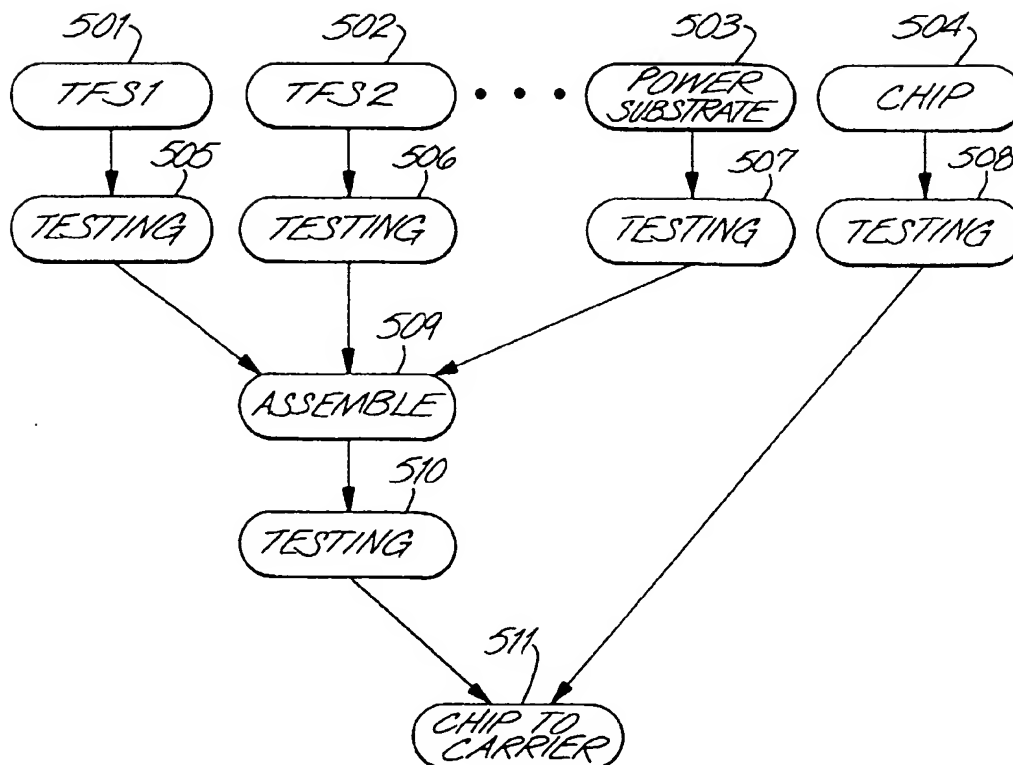 501
502
503
504
TFS1
TFS2
• • •
POWER
SUBSTRATE
CHIP
505
506
507
508
TESTING
TESTING
TESTING
TESTING
509
ASSEMBLE
510
TESTING
511
CHIP TO
CARRIER